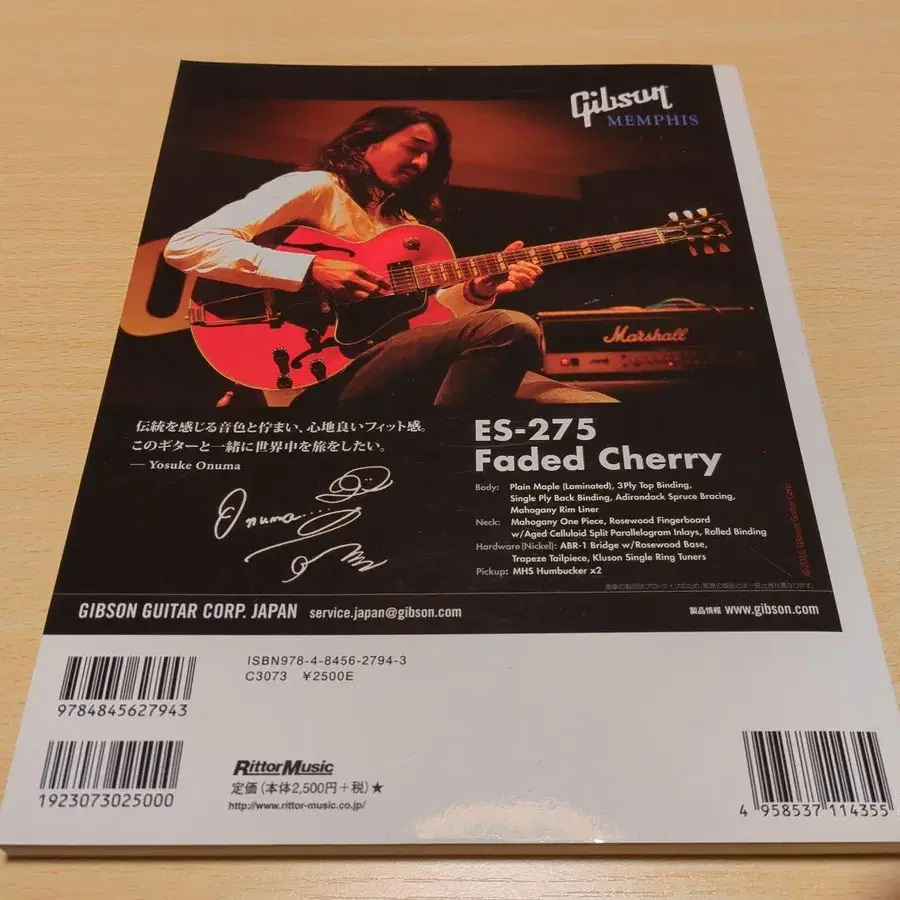 Gibson
MEMPHIS
Marshall
伝統を感じる音色と佇まい、心地良いフィット感。
このギターと一緒に世界中を旅をしたい。
— Yosuke Onuma
Onuma
ES-275
Faded Cherry
Body: Plain Maple (Laminated), 3Ply Top Binding,
Single Ply Back Binding, Adirondack Spruce Bracing,
Mahogany Rim Liner
Neck: Mahogany One Piece, Rosewood Fingerboard
w/Aged Celluloid Split Parallelogram Inlays, Rolled Binding
Hardware(Nickel): ABR-1 Bridge w/Rosewood Base,
Trapeze Tailpiece, Kluson Single Ring Tuners
Pickup: MHS Humbucker x2
©2016 Gibson Guitar Corp.
GIBSON GUITAR CORP. JAPAN service.japan@gibson.com
製品情報 www.gibson.com
ISBN978-4-8456-2794-3
C3073 ¥2500E
9784845627943
1923073025000
RittorMusic
定価(本体2,500円+税)★
http://www.rittor-music.co.jp/
4 958537 114355